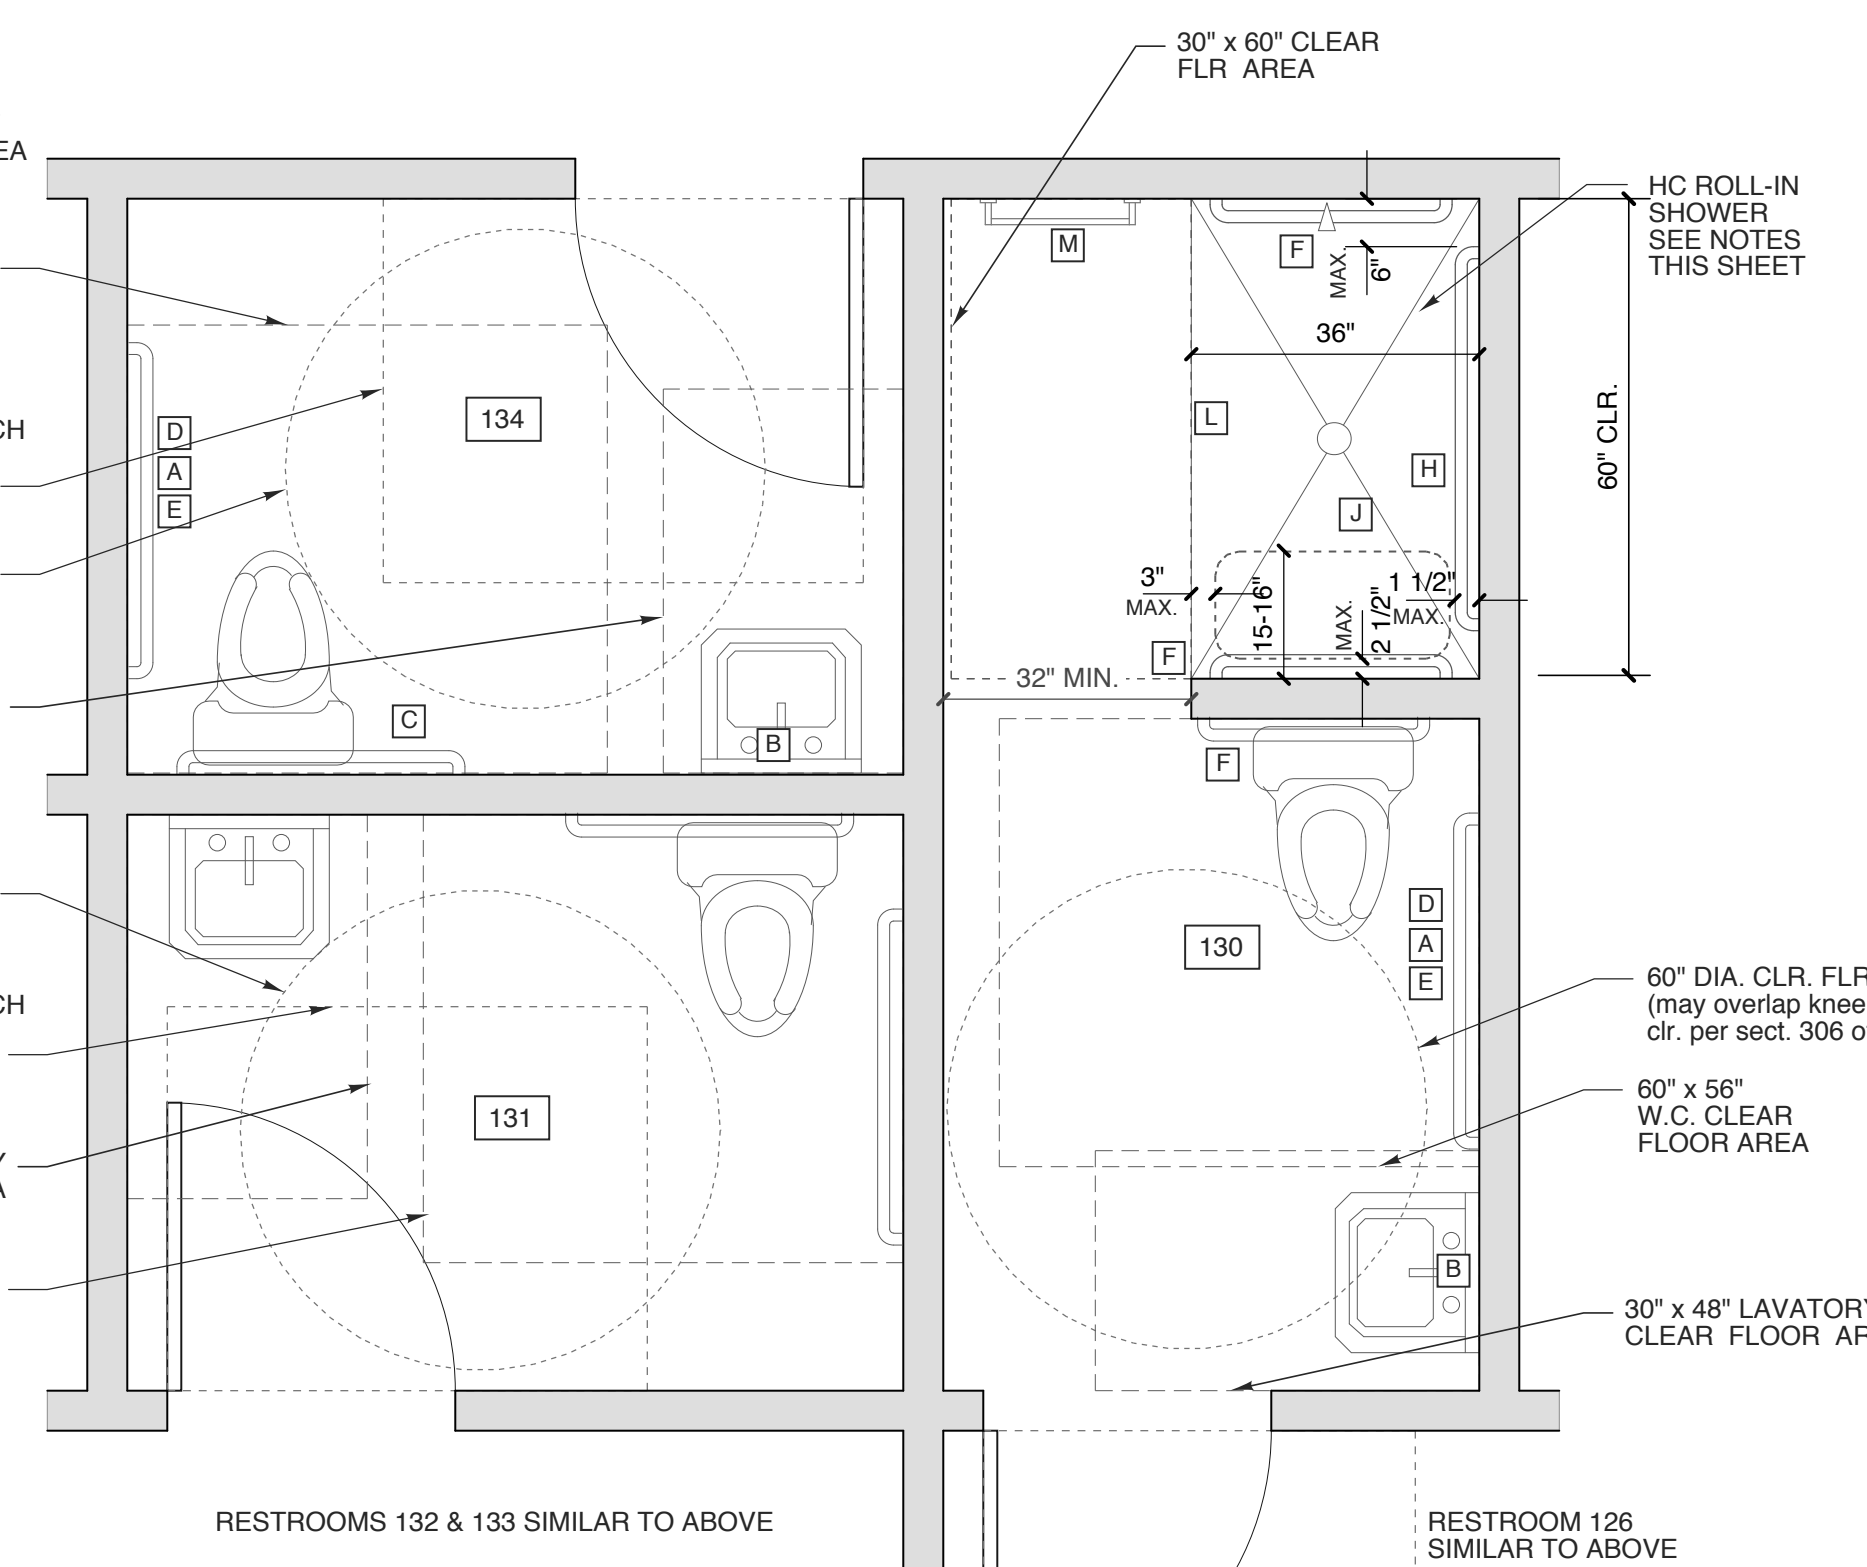 30" x 60" CLEAR
FLR AREA
EA
HC ROLL-IN
SHOWER
SEE NOTES
THIS SHEET
M
F
MAX.
6"
36"
L
H
60" CLR.
134
D
A
E
CH
J
3"
MAX.
15-16"
MAX.
2 1/2"
1 1/2"
MAX.
F
32" MIN.
C
B
F
130
D
A
E
CH
60" DIA. CLR. FLR
(may overlap knee
clr. per sect. 306 o
60" x 56"
W.C. CLEAR
FLOOR AREA
131
Y
A
B
30" x 48" LAVATORY
CLEAR FLOOR AR
RESTROOMS 132 & 133 SIMILAR TO ABOVE
RESTROOM 126
SIMILAR TO ABOVE